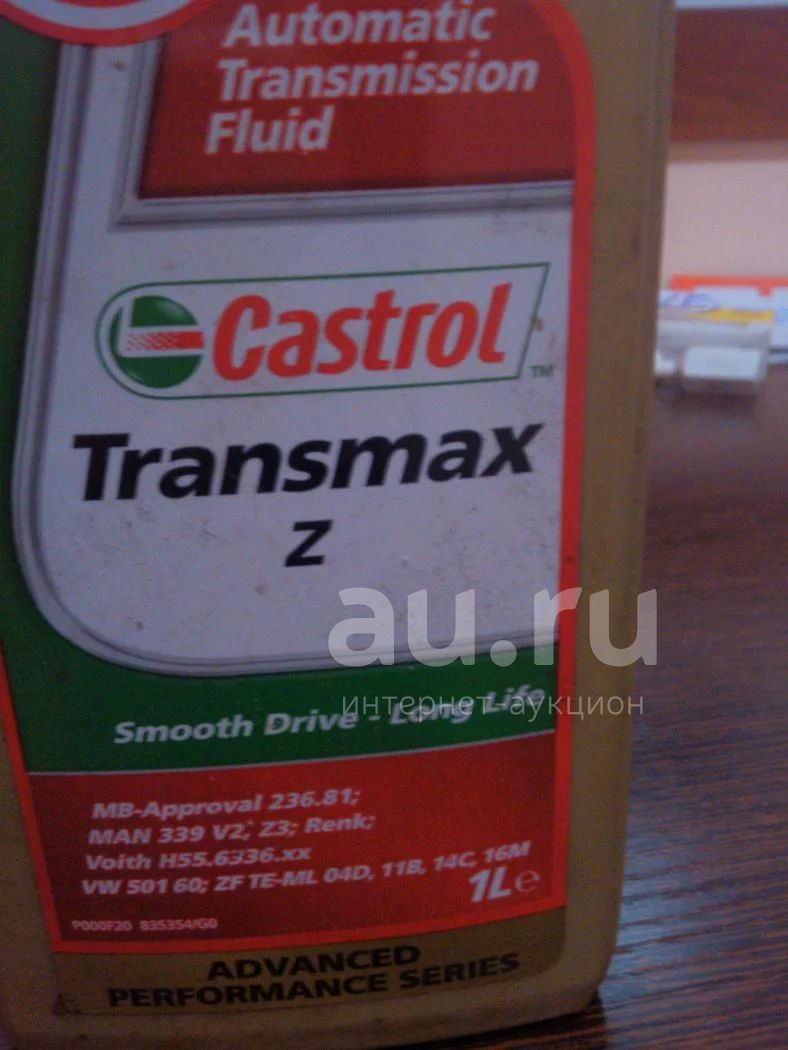 Automatic
Transmission
Fluid
Castrol
TM
Transmax
Z
au.ru
интернет-аукцион
Smooth Drive - Long Life
MB-Approval 236.81;
MAN 339 V2, Z3; Renk;
Voith H55.6336.xx
VW 501 60; ZF TE-ML 04D, 11B, 14C, 16M
1L e
P000F20 835354/G0
ADVANCED
PERFORMANCE SERIES